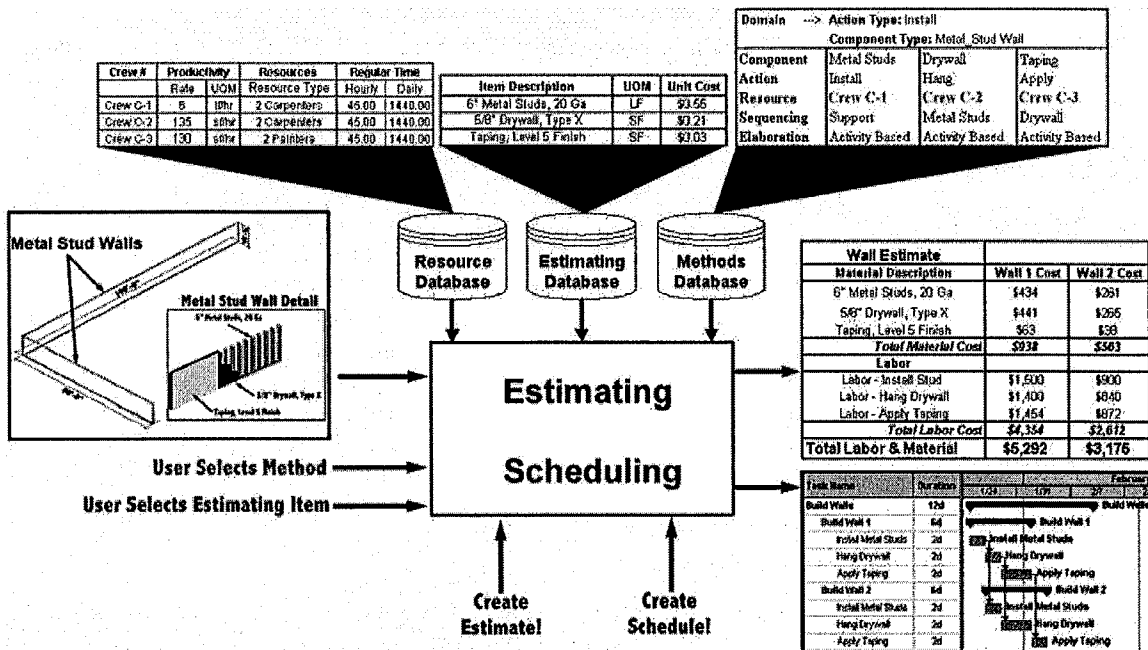 Domain ---> Action Type: Install
Component Type: Metal_Stud Wall
Component Metal Studs Drywall Taping
Action Install Hang Apply
Resource Crew C-1 Crew C-2 Crew C-3
Sequencing Support Metal Studs Drywall
Elaboration Activity Based Activity Based Activity Based
Crew # Productivity Resources Regular Time
Rate UOM Resource Type Hourly Daily
Crew C-1 6 lf/hr 2 Carpenters 45.00 1440.00
Crew C-2 135 sf/hr 2 Carpenters 45.00 1440.00
Crew C-3 130 sf/hr 2 Painters 45.00 1440.00
Item Description UOM Unit Cost
6" Metal Studs, 20 Ga LF $3.55
5/8" Drywall, Type X SF $0.21
Taping, Level 5 Finish SF $0.03
Resource Database
Estimating Database
Methods Database
Metal Stud Walls
Metal Stud Wall Detail
6" Metal Studs, 20 Ga
5/8" Drywall, Type X
Taping, Level 5 Finish
Estimating
Scheduling
User Selects Method
User Selects Estimating Item
Create Estimate!
Create Schedule!
Wall Estimate
Material Description Wall 1 Cost Wall 2 Cost
6" Metal Studs, 20 Ga $434 $261
5/8" Drywall, Type X $441 $265
Taping, Level 5 Finish $63 $38
Total Material Cost $938 $563
Labor
Labor - Install Stud $1,500 $900
Labor - Hang Drywall $1,400 $840
Labor - Apply Taping $1,454 $872
Total Labor Cost $4,354 $2,612
Total Labor & Material $5,292 $3,175
Task Name Duration Februar
1/24 1/31 2/7
Build Walls 12d Build Walls
Build Wall 1 6d Build Wall 1
Install Metal Studs 2d Install Metal Studs
Hang Drywall 2d Hang Drywall
Apply Taping 2d Apply Taping
Build Wall 2 6d Build Wall 2
Install Metal Studs 2d Install Metal Studs
Hang Drywall 2d Hang Drywall
Apply Taping 2d Apply Taping